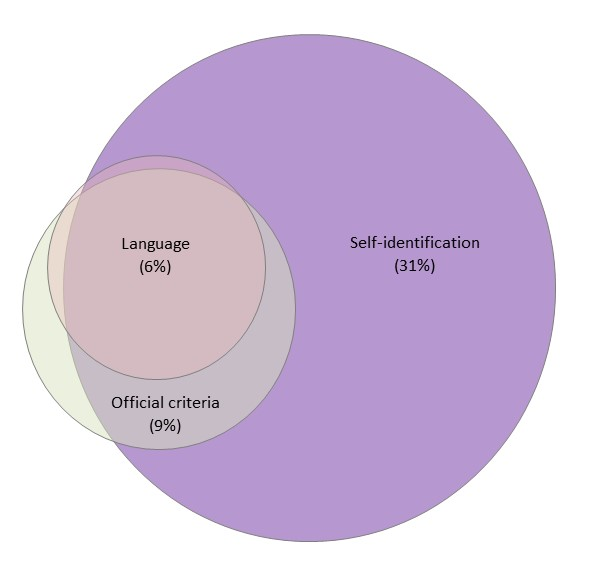 Language
(6%)
Self-identification
(31%)
Official criteria
(9%)